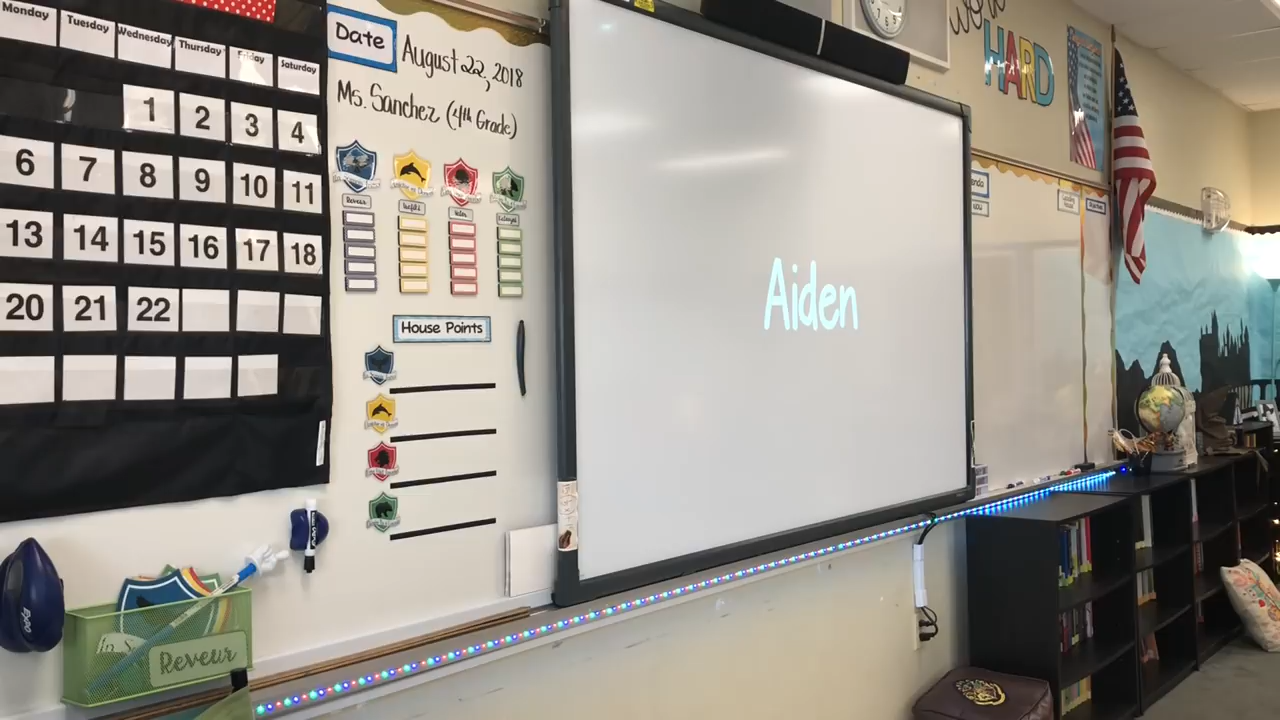 Monday Tuesday Wednesday Thursday Friday Saturday
1 2 3 4
6 7 8 9 10 11
13 14 15 16 17 18
20 21 22
Date
August 22, 2018
Ms. Sanchez (4th Grade)
Reveur
House Points
Aiden
HARD
Reveur